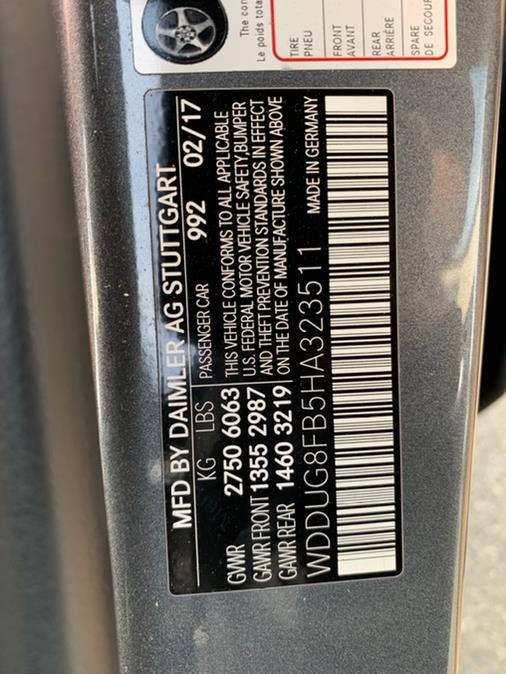 The con
Le poids tota
TIRE
PNEU
FRONT
AVANT
REAR
ARRIÈRE
SPARE
DE SECOUR
MFD BY DAIMLER AG STUTTGART
992 02/17
KG LBS PASSENGER CAR
GVWR 2750 6063
GAWR FRONT 1355 2987
GAWR REAR 1460 3219
THIS VEHICLE CONFORMS TO ALL APPLICABLE
U.S. FEDERAL MOTOR VEHICLE SAFETY, BUMPER
AND THEFT PREVENTION STANDARDS IN EFFECT
ON THE DATE OF MANUFACTURE SHOWN ABOVE
WDDUG8FB5HA323511 MADE IN GERMANY